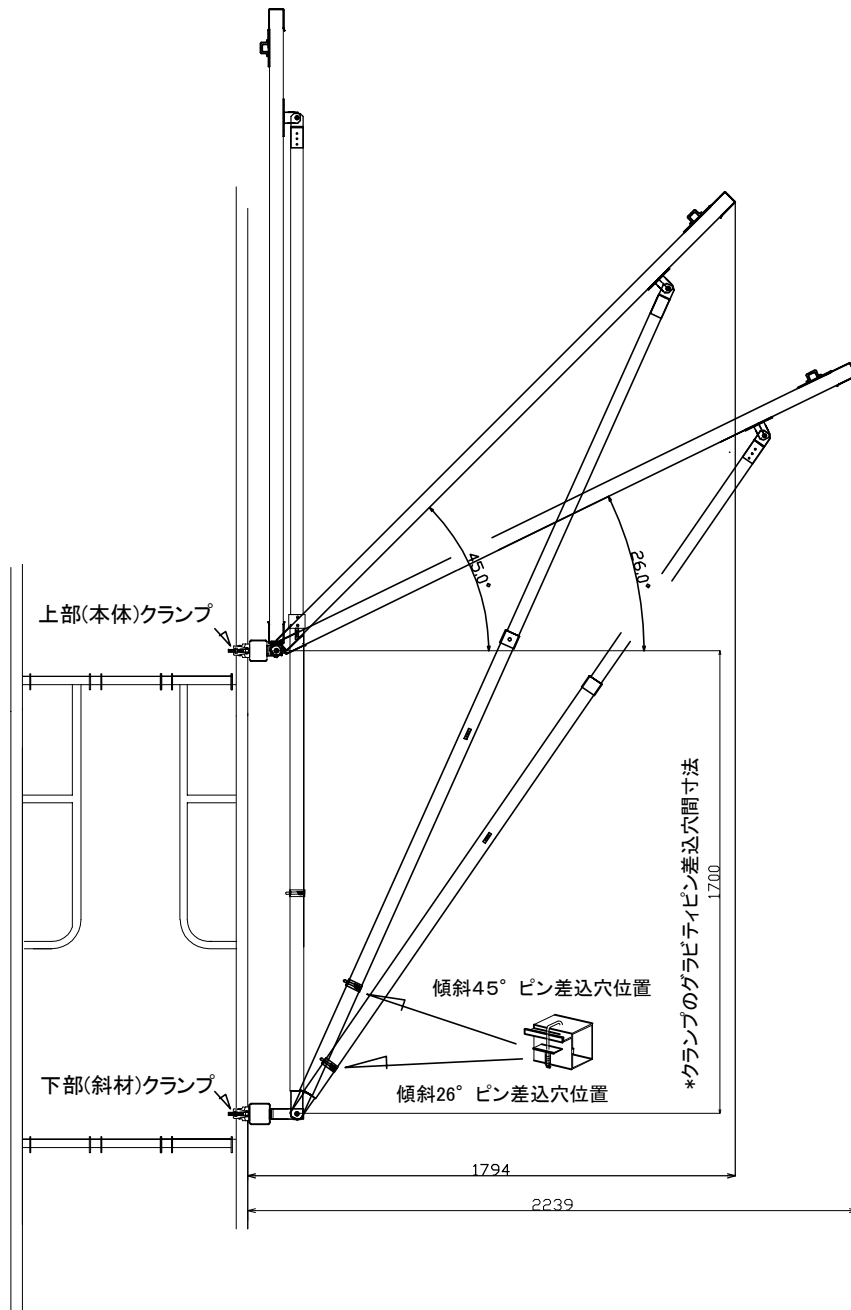 45.0°
26.0°
上部(本体)クランプ
*クランプのグラビティピン差込穴間寸法
1700
傾斜45° ピン差込穴位置
下部(斜材)クランプ
傾斜26° ピン差込穴位置
1794
2239